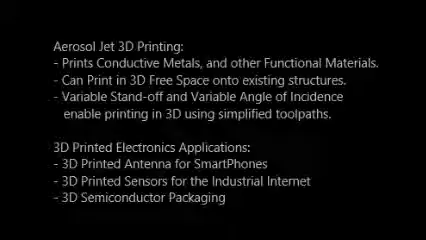 Aerosol Jet 3D Printing:
- Prints Conductive Metals, and other Functional Materials.
- Can Print in 3D Free Space onto existing structures.
- Variable Stand-off and Variable Angle of Incidence
enable printing in 3D using simplified toolpaths.
3D Printed Electronics Applications:
- 3D Printed Antenna for SmartPhones
- 3D Printed Sensors for the Industrial Internet
- 3D Semiconductor Packaging